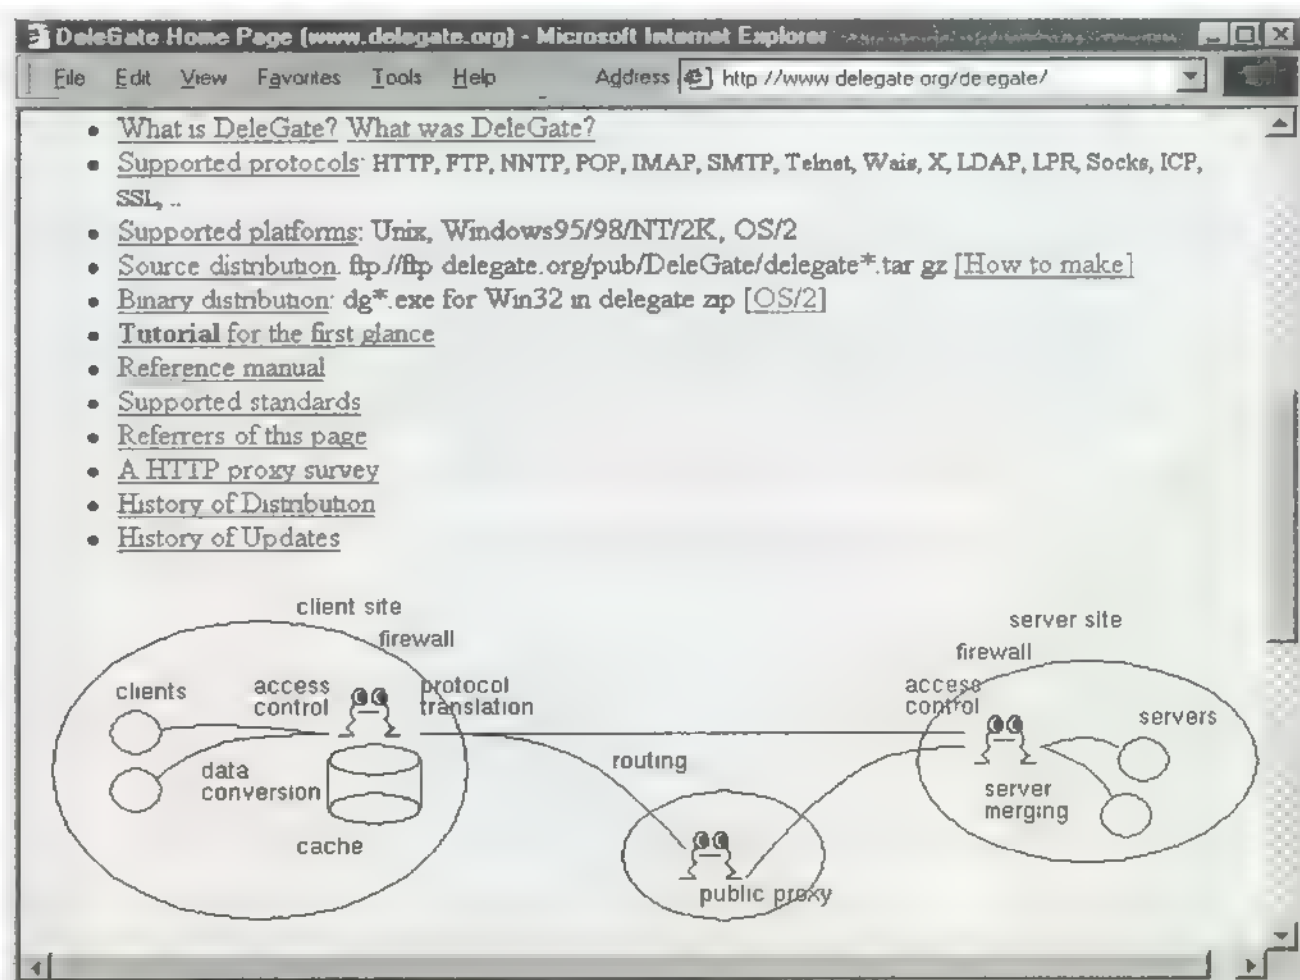 DeleGate Home Page (www.delegate.org) - Microsoft Internet Explorer
File Edit View Favorites Tools Help Address http //www delegate org/de egate/
What is DeleGate? What was DeleGate?
Supported protocols: HTTP, FTP, NNTP, POP, IMAP, SMTP, Telnet, Wais, X, LDAP, LPR, Socks, ICP,
SSL, ..
Supported platforms: Unix, Windows95/98/NT/2K, OS/2
Source distribution ftp.//ftp delegate.org/pub/DeleGate/delegate*.tar gz [How to make]
Binary distribution: dg*.exe for Win32 in delegate zip [OS/2]
Tutorial for the first glance
Reference manual
Supported standards
Referrers of this page
A HTTP proxy survey
History of Distribution
History of Updates
client site
server site
firewall
firewall
clients
access
control
protocol
translation
access
control
servers
routing
data
conversion
server
merging
cache
public proxy